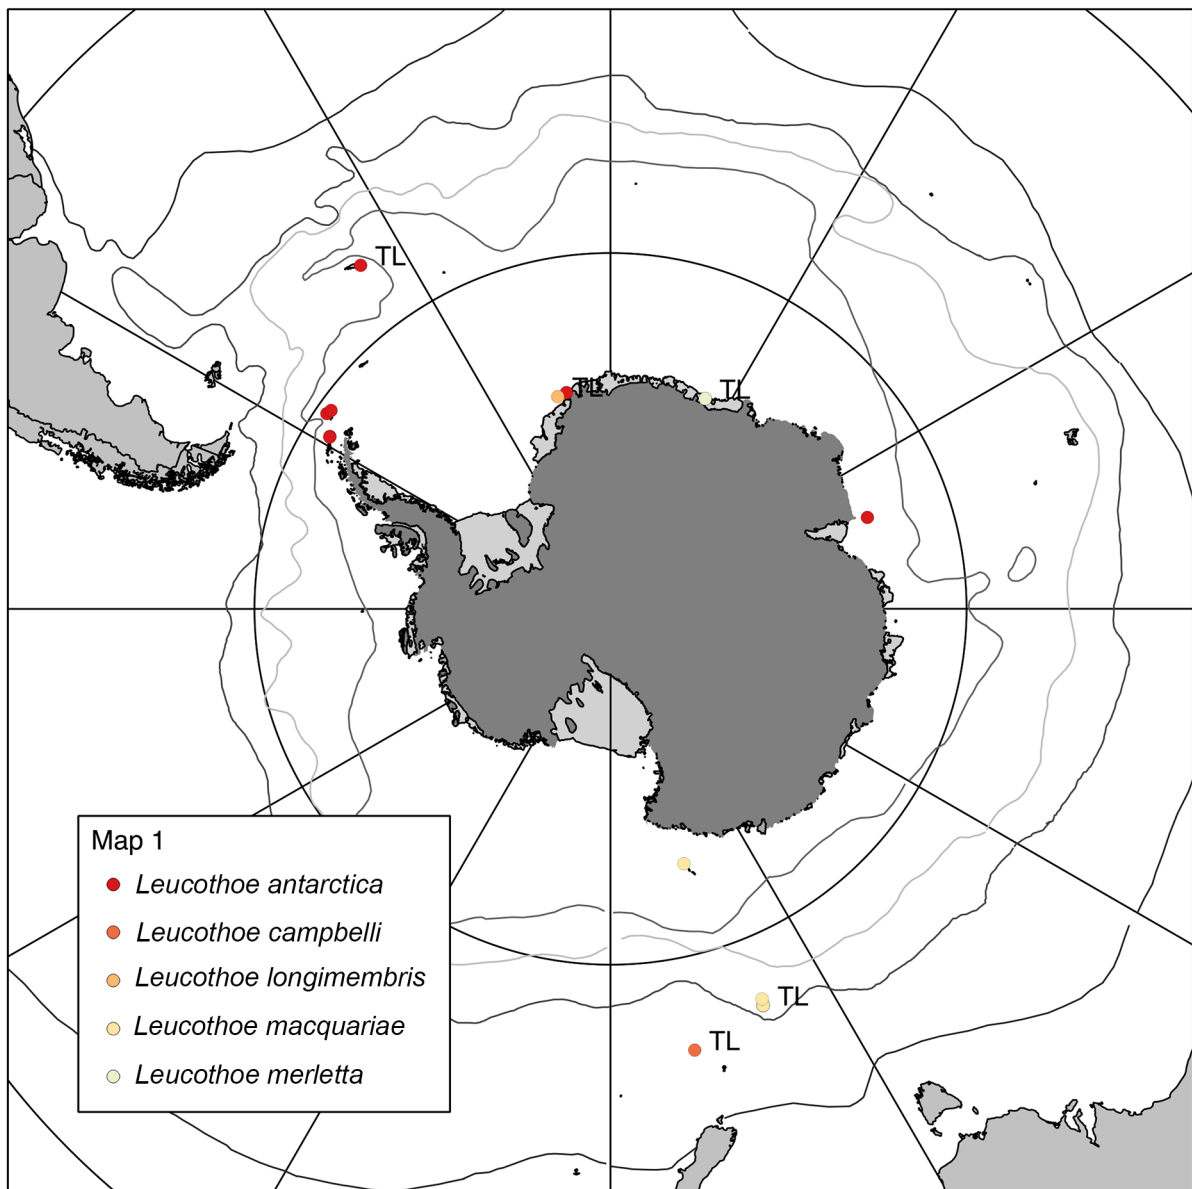 TL
TL
TL
Map 1
Leucothoe antarctica
Leucothoe campbelli
Leucothoe longimembris
Leucothoe macquariae
Leucothoe merletta
TL
TL